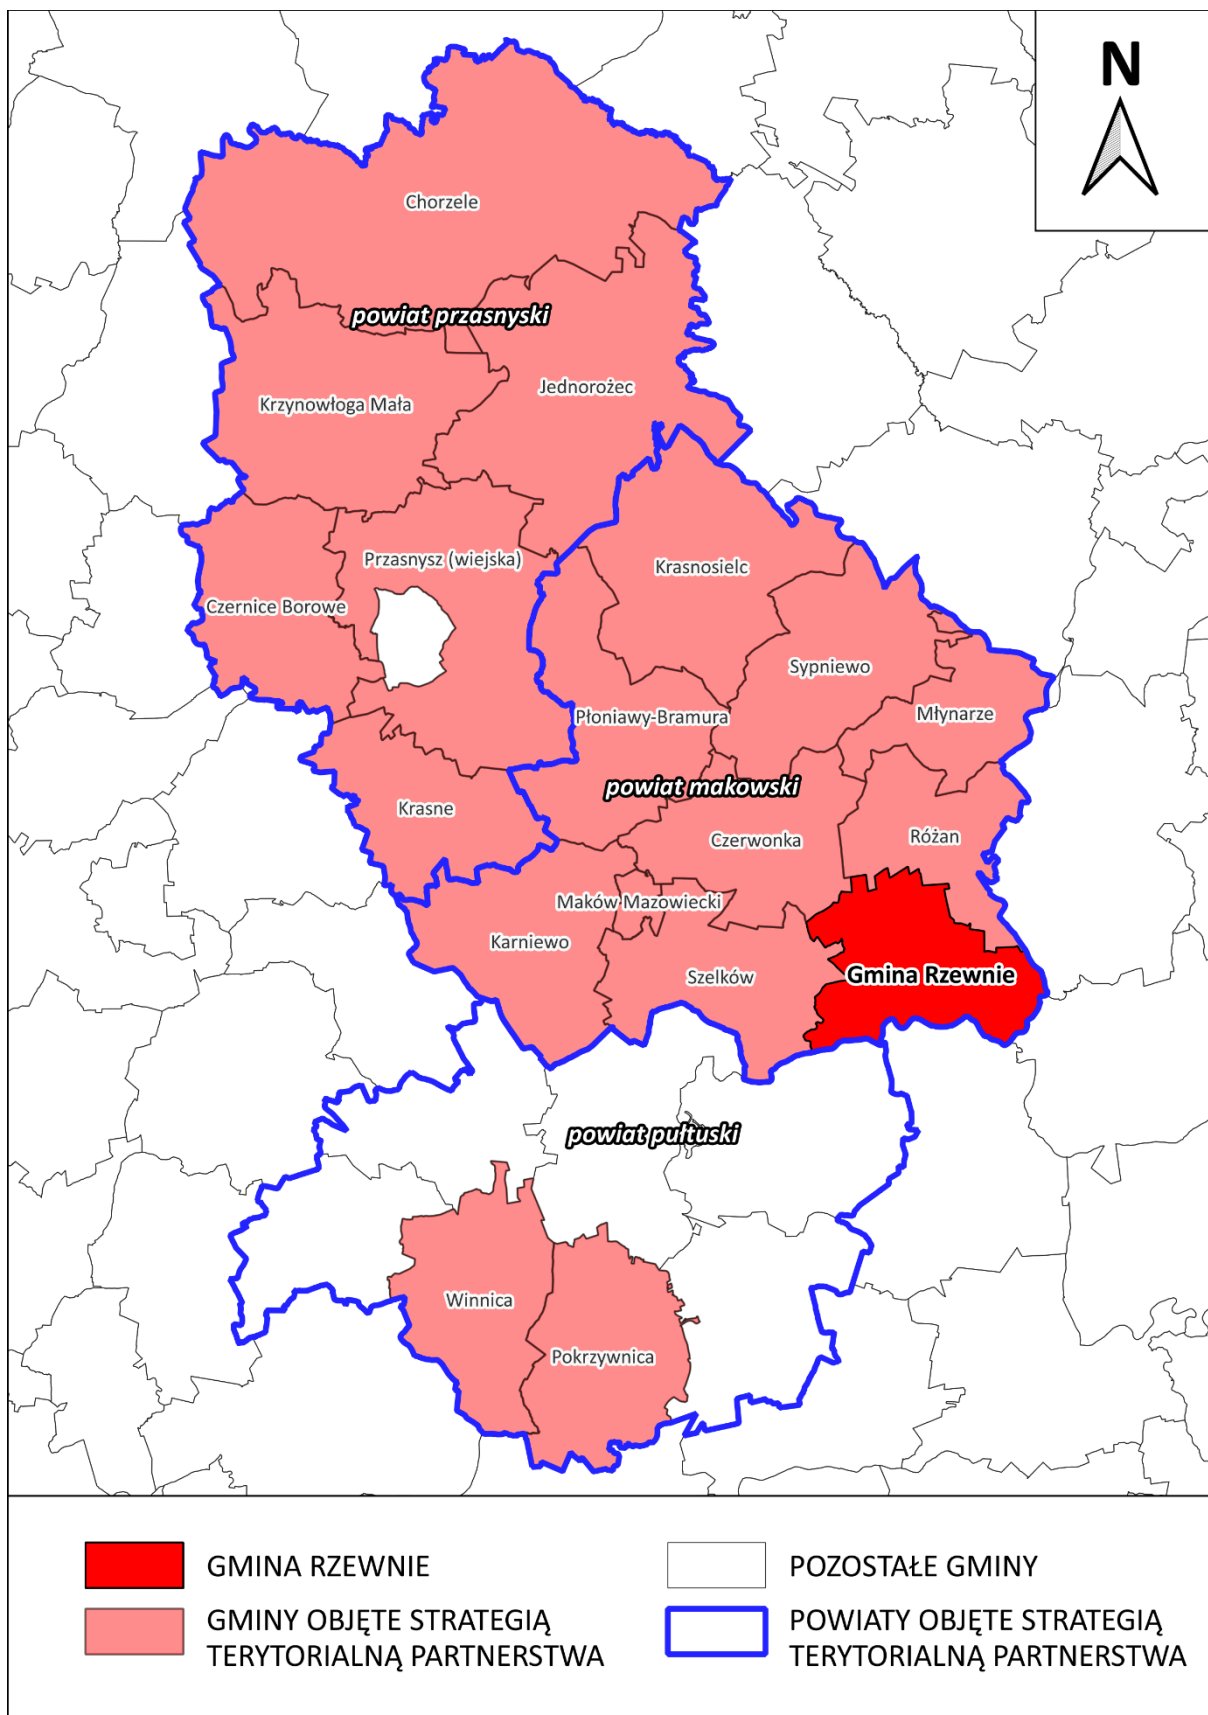 N
Chorzele
powiat przasnyski
Jednorożec
Krzynowłoga Mała
Przasnysz (wiejska)
Krasnosielc
Czernice Borowe
Sypniewo
Młynarze
Płoniawy-Bramura
powiat makowski
Krasne
Różan
Czerwonka
Maków Mazowiecki
Karniewo
Szelków
Gmina Rzewnie
powiat pułtuski
Winnica
Pokrzywnica
GMINA RZEWNIE
GMINY OBJĘTE STRATEGIĄ
TERYTORIALNĄ PARTNERSTWA
POZOSTAŁE GMINY
POWIATY OBJĘTE STRATEGIĄ
TERYTORIALNĄ PARTNERSTWA